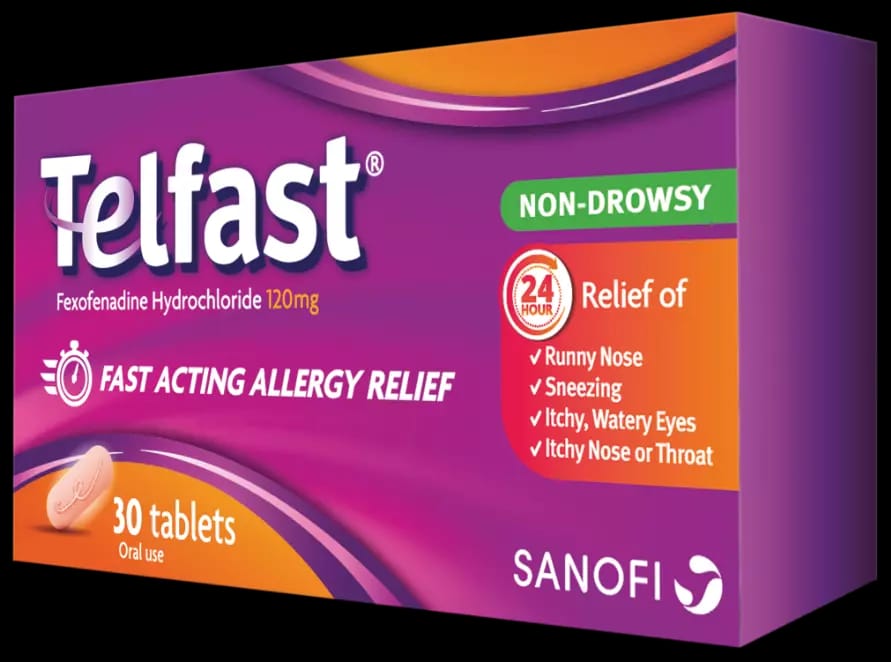 Telfast®
Fexofenadine Hydrochloride 120mg
FAST ACTING ALLERGY RELIEF
30 tablets
Oral use
NON-DROWSY
24
HOUR
Relief of
✓ Runny Nose
✓ Sneezing
✓ Itchy, Watery Eyes
✓ Itchy Nose or Throat
SANOFI